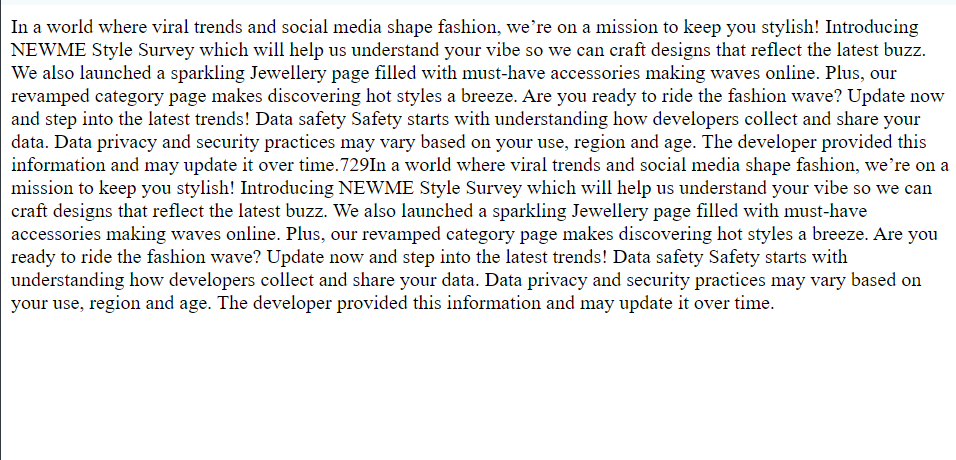 In a world where viral trends and social media shape fashion, we’re on a mission to keep you stylish! Introducing
NEWME Style Survey which will help us understand your vibe so we can craft designs that reflect the latest buzz.
We also launched a sparkling Jewellery page filled with must-have accessories making waves online. Plus, our
revamped category page makes discovering hot styles a breeze. Are you ready to ride the fashion wave? Update now
and step into the latest trends! Data safety Safety starts with understanding how developers collect and share your
data. Data privacy and security practices may vary based on your use, region and age. The developer provided this
information and may update it over time.729In a world where viral trends and social media shape fashion, we’re on a
mission to keep you stylish! Introducing NEWME Style Survey which will help us understand your vibe so we can
craft designs that reflect the latest buzz. We also launched a sparkling Jewellery page filled with must-have
accessories making waves online. Plus, our revamped category page makes discovering hot styles a breeze. Are you
ready to ride the fashion wave? Update now and step into the latest trends! Data safety Safety starts with
understanding how developers collect and share your data. Data privacy and security practices may vary based on
your use, region and age. The developer provided this information and may update it over time.